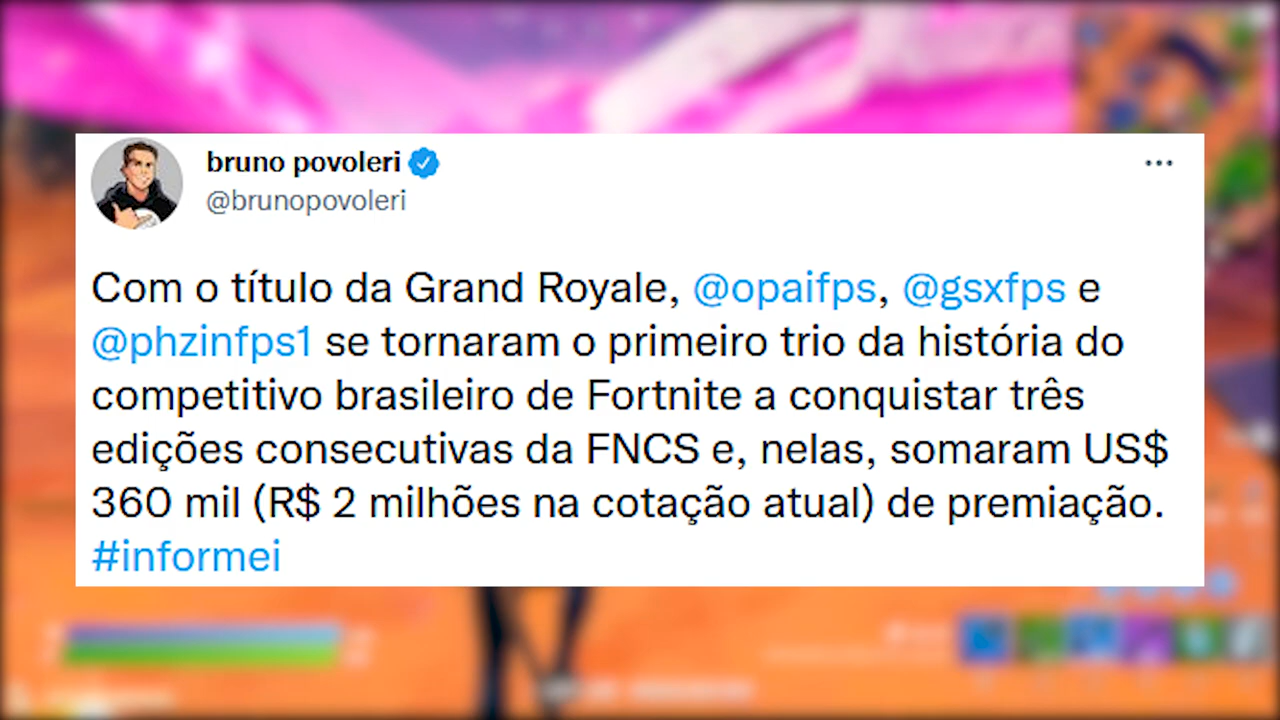 bruno povoleri
@brunopovoleri
Com o título da Grand Royale, @opaifps, @gsxfps e
@phzinfps1 se tornaram o primeiro trio da história do
competitivo brasileiro de Fortnite a conquistar três
edições consecutivas da FNCS e, nelas, somaram US$
360 mil (R$ 2 milhões na cotação atual) de premiação.
#informei